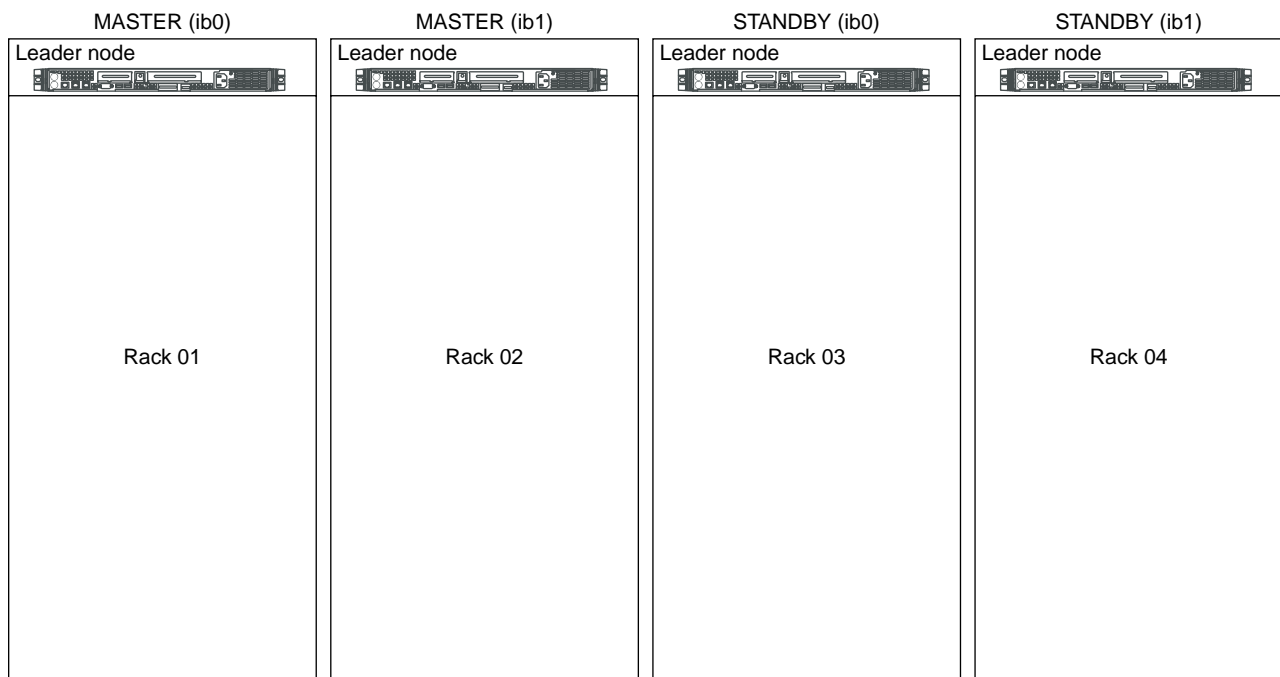 MASTER (ib0)
MASTER (ib1)
STANDBY (ib0)
STANDBY (ib1)
Leader node
Leader node
Leader node
Leader node
Rack 01
Rack 02
Rack 03
Rack 04